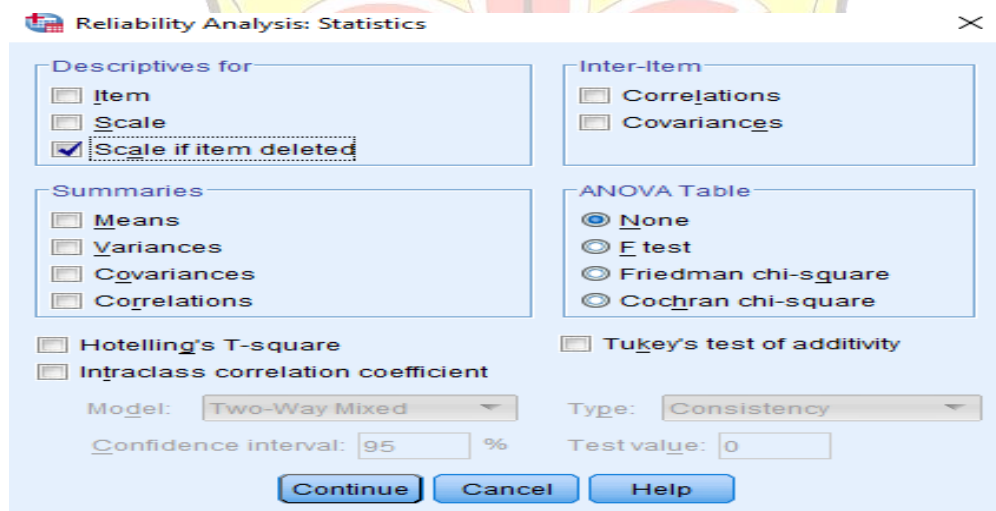 Reliability Analysis: Statistics
Descriptives for
Item
Scale
Scale if item deleted
Inter-Item
Correlations
Covariances
Summaries
Means
Variances
Covariances
Correlations
ANOVA Table
None
F test
Friedman chi-square
Cochran chi-square
Hotelling's T-square
Tukey's test of additivity
Intraclass correlation coefficient
Model: Two-Way Mixed Type: Consistency
Confidence interval: 95 % Test value: 0
Continue Cancel Help